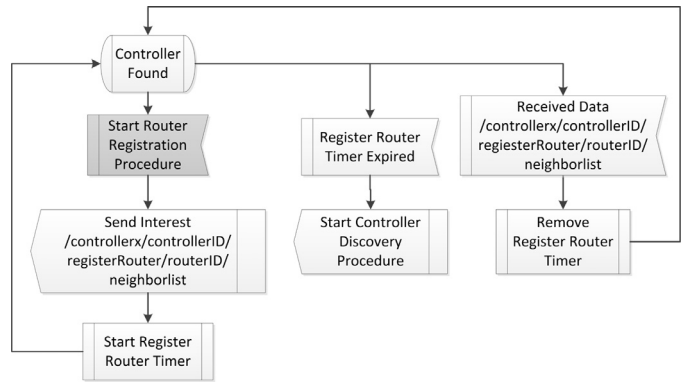 Controller
Found
Start Router
Registration
Procedure
Send Interest
/controllerx/controllerID/
registerRouter/routerID/
neighborlist
Start Register
Router Timer
Register Router
Timer Expired
Start Controller
Discovery
Procedure
Received Data
/controllerx/controllerID/
regiesterRouter/routerID/
neighborlist
Remove
Register Router
Timer